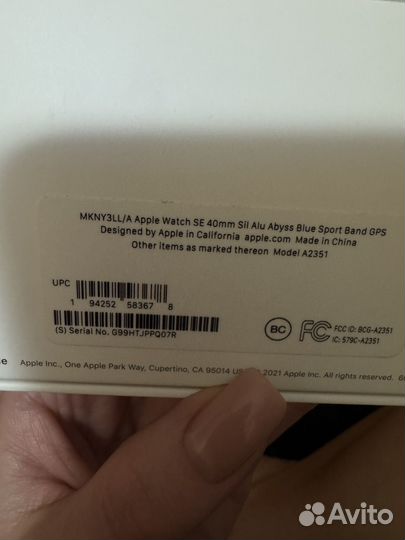 MKNY3LL/A Apple Watch SE 40mm Sil Alu Abyss Blue Sport Band GPS
Designed by Apple in California apple.com Made in China
Other items as marked thereon Model A2351
UPC
1 94252 58367 8
(S) Serial No. G99HTJPPQ07R
BC FC FCC ID: BCG-A2351
IC: 579C-A2351
se Apple Inc., One Apple Park Way, Cupertino, CA 95014 2021 Apple Inc. All rights reserved.
Avito